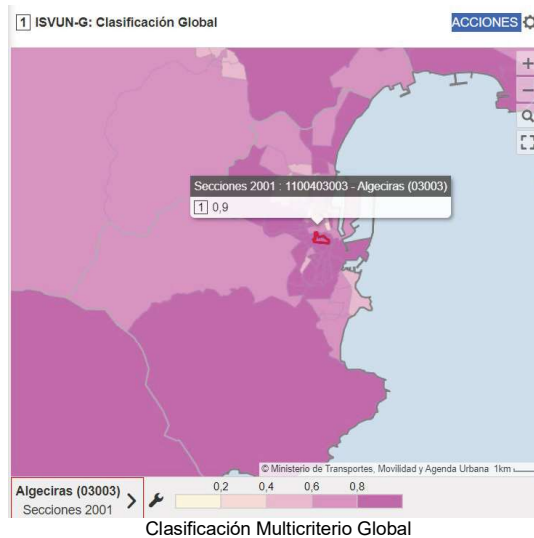 1 ISVUN-G: Clasificación Global
ACCIONES
Secciones 2001 : 1100403003 - Algeciras (03003)
1 0,9
© Ministerio de Transportes, Movilidad y Agenda Urbana 1km
Algeciras (03003)
Secciones 2001
0,2 0,4 0,6 0,8
Clasificación Multicriterio Global